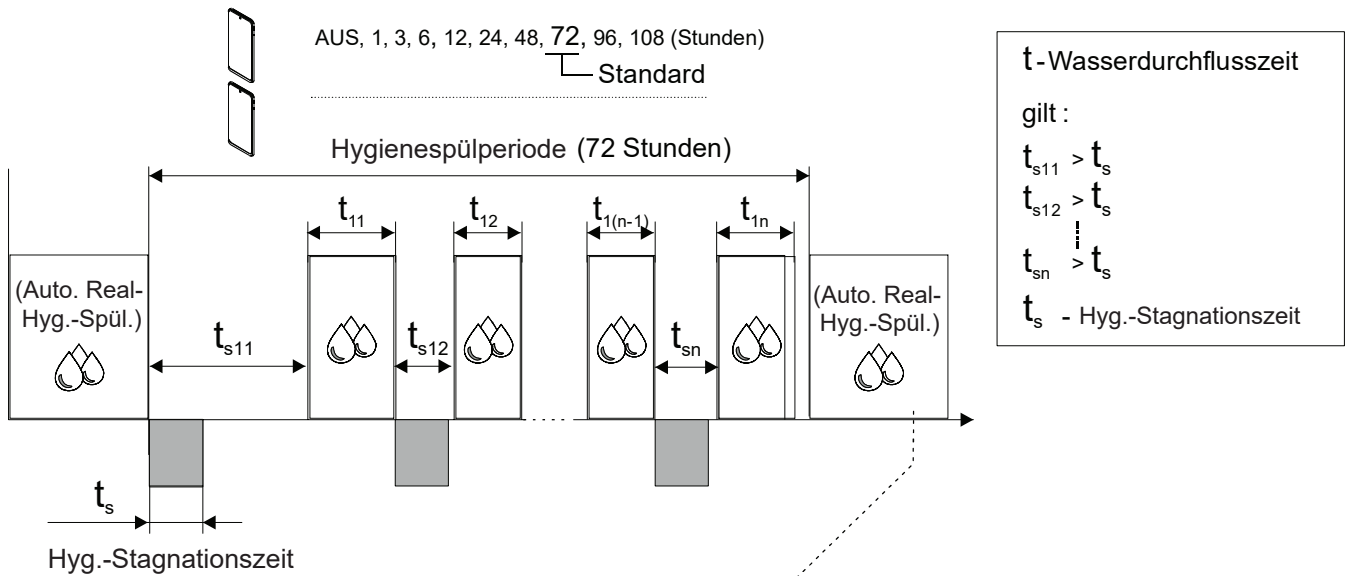 AUS, 1, 3, 6, 12, 24, 48, 72, 96, 108 (Stunden)
Standard
Hygienespülperiode (72 Stunden)
t11
t12
t1(n-1)
t1n
(Auto. Real-
Hyg.-Spül.)
ts11
ts12
tsn
(Auto. Real-
Hyg.-Spül.)
ts
Hyg.-Stagnationszeit
t - Wasserdurchflusszeit
gilt :
ts11 > ts
ts12 > ts
tsn > ts
ts - Hyg.-Stagnationszeit